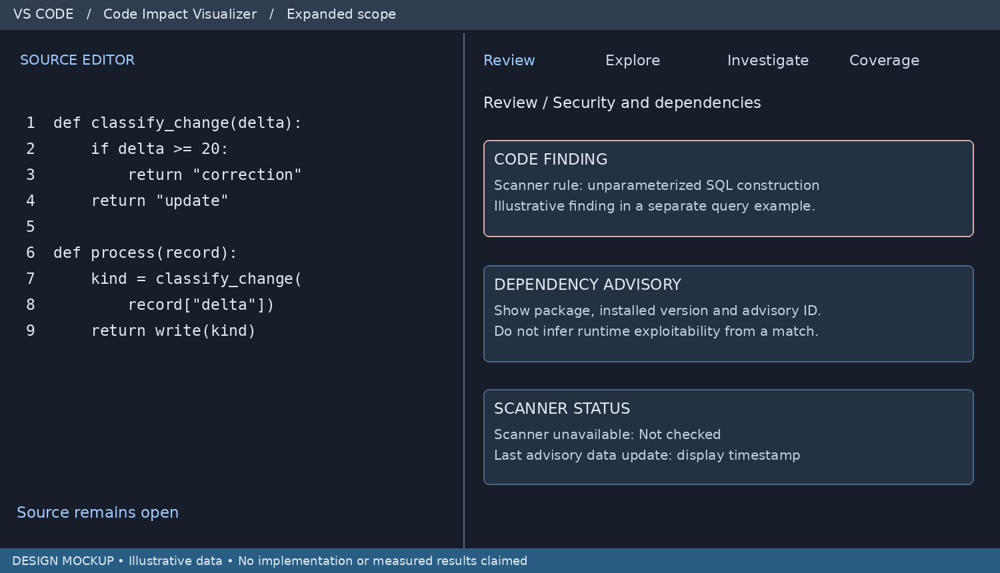 VS CODE / Code Impact Visualizer / Expanded scope
SOURCE EDITOR
1 def classify_change(delta):
2     if delta >= 20:
3         return "correction"
4     return "update"
5
6 def process(record):
7     kind = classify_change(
8         record["delta"])
9     return write(kind)
Source remains open
Review Explore Investigate Coverage
Review / Security and dependencies
CODE FINDING
Scanner rule: unparameterized SQL construction
Illustrative finding in a separate query example.
DEPENDENCY ADVISORY
Show package, installed version and advisory ID.
Do not infer runtime exploitability from a match.
SCANNER STATUS
Scanner unavailable: Not checked
Last advisory data update: display timestamp
DESIGN MOCKUP • Illustrative data • No implementation or measured results claimed